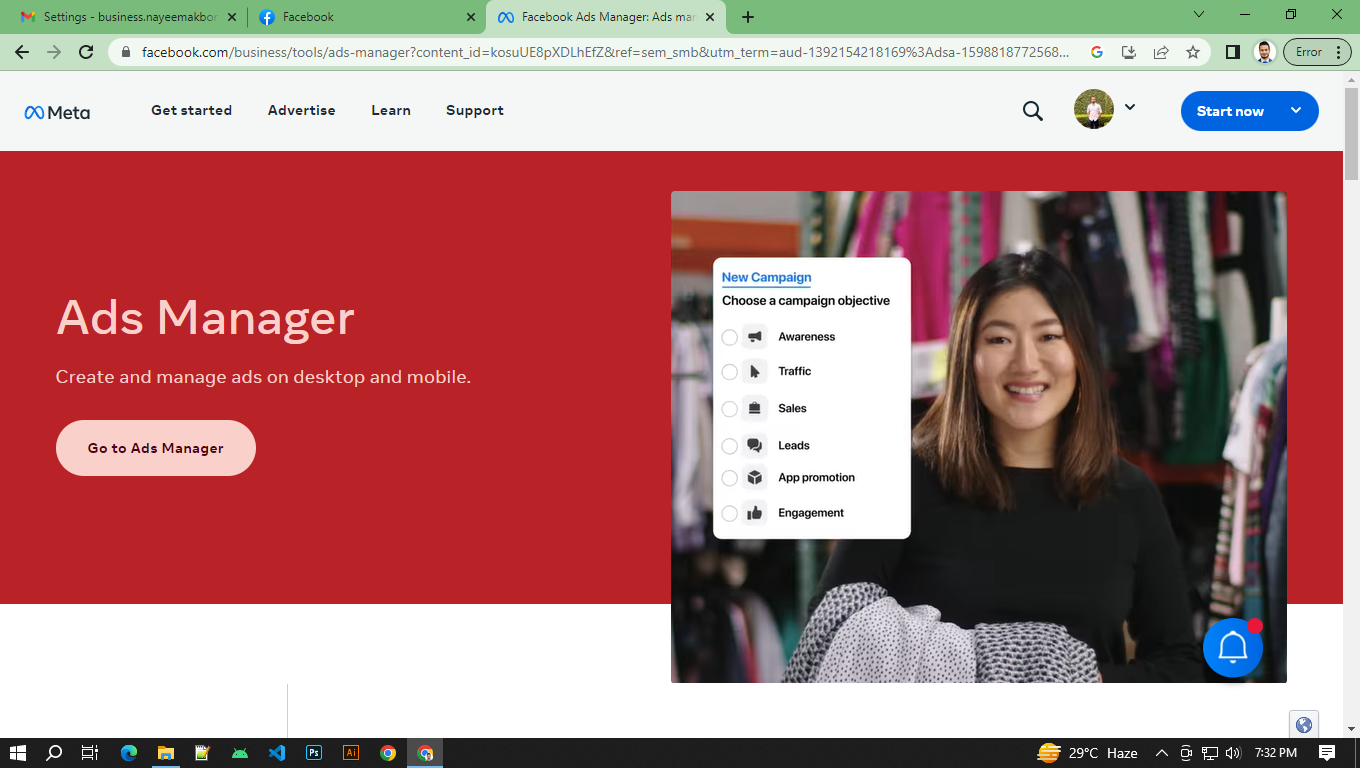 Settings - business.nayeemakbor
Facebook
Facebook Ads Manager: Ads mar
facebook.com/business/tools/ads-manager?content_id=kosuUE8pXDLhEfZ&ref=sem_smb&utm_term=aud-1392154218169%3Adsa-1598818772568...
Error
Meta
Get started
Advertise
Learn
Support
Start now
Ads Manager
Create and manage ads on desktop and mobile.
Go to Ads Manager
New Campaign
Choose a campaign objective
Awareness
Traffic
Sales
Leads
App promotion
Engagement
Ps
Ai
29°C Haze
7:32 PM